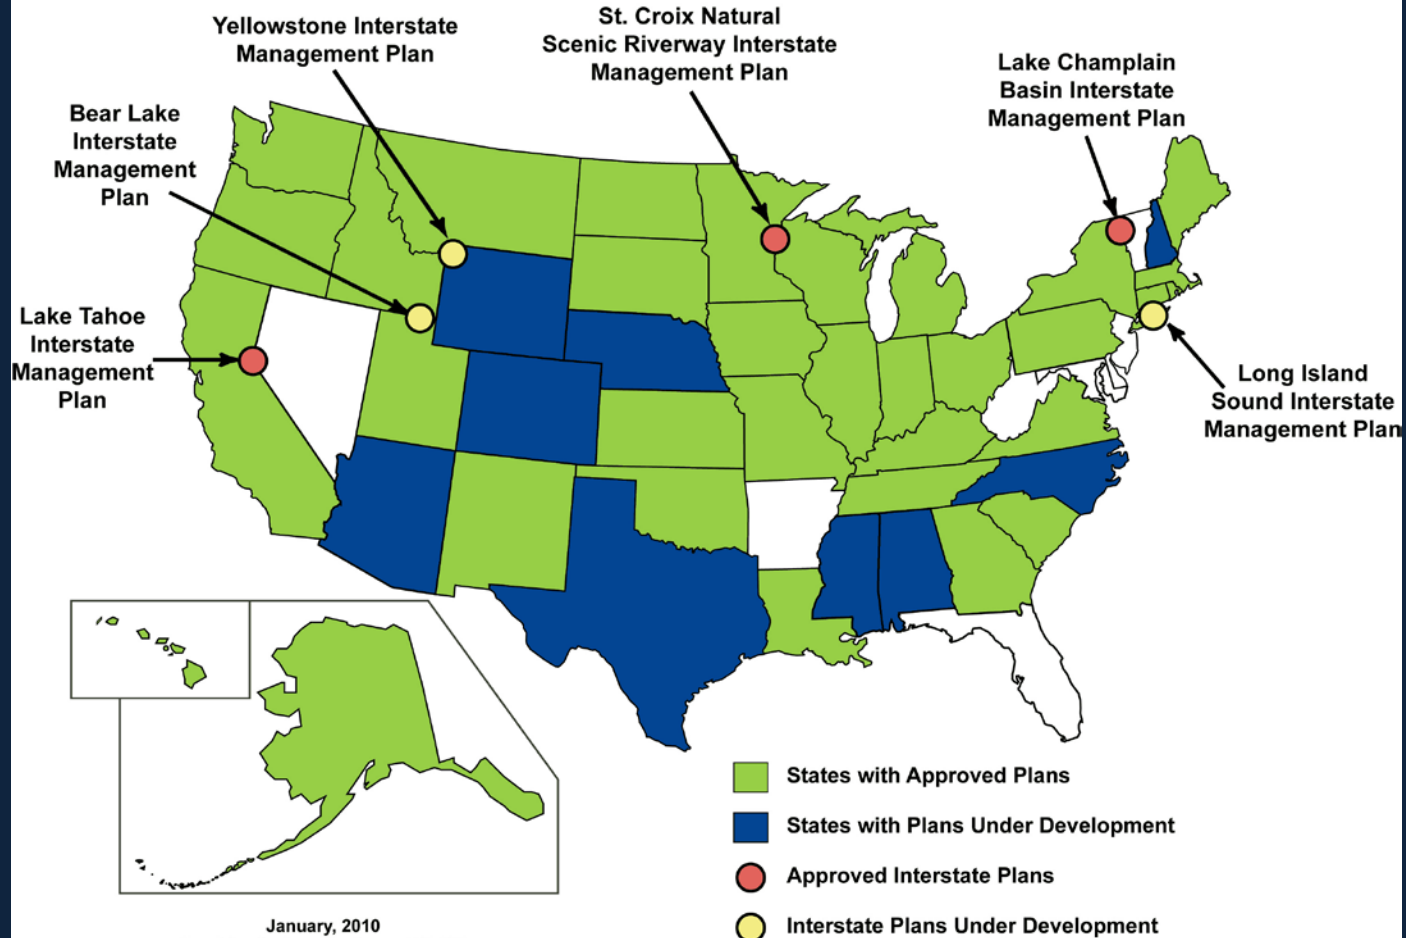 Yellowstone Interstate
Management Plan
St. Croix Natural
Scenic Riverway Interstate
Management Plan
Lake Champlain
Basin Interstate
Management Plan
Bear Lake
Interstate
Management
Plan
Lake Tahoe
Interstate
Management
Plan
Long Island
Sound Interstate
Management Plan
States with Approved Plans
States with Plans Under Development
Approved Interstate Plans
Interstate Plans Under Development
January, 2010